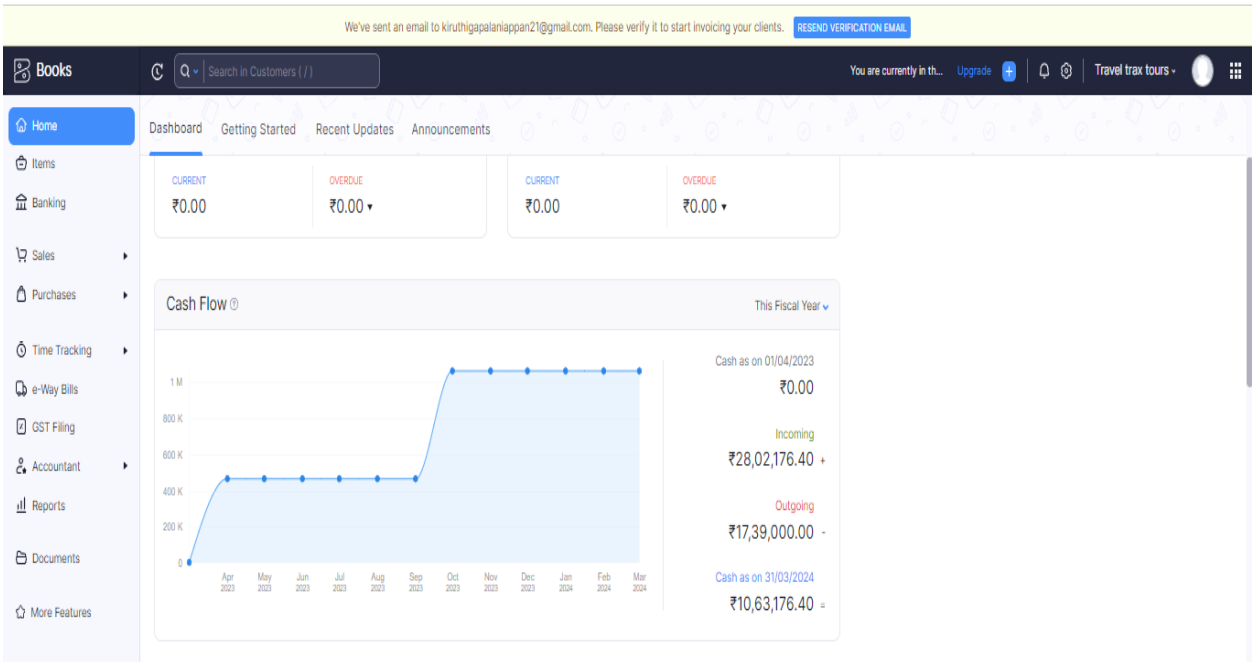 We've sent an email to kiruthigapalaniappan21@gmail.com. Please verify it to start invoicing your clients. RESEND VERIFICATION EMAIL
Books
Search in Customers ( / )
You are currently in th... Upgrade
Travel trax tours
Home
Items
Banking
Sales
Purchases
Time Tracking
e-Way Bills
GST Filing
Accountant
Reports
Documents
More Features
Dashboard Getting Started Recent Updates Announcements
CURRENT OVERDUE CURRENT OVERDUE
₹0.00 ₹0.00 ₹0.00 ₹0.00
Cash Flow
This Fiscal Year
1 M
800 K
600 K
400 K
200 K
0
Apr May Jun Jul Aug Sep Oct Nov Dec Jan Feb Mar
2023 2023 2023 2023 2023 2023 2023 2023 2023 2024 2024 2024
Cash as on 01/04/2023
₹0.00
Incoming
₹28,02,176.40 +
Outgoing
₹17,39,000.00 -
Cash as on 31/03/2024
₹10,63,176.40 =